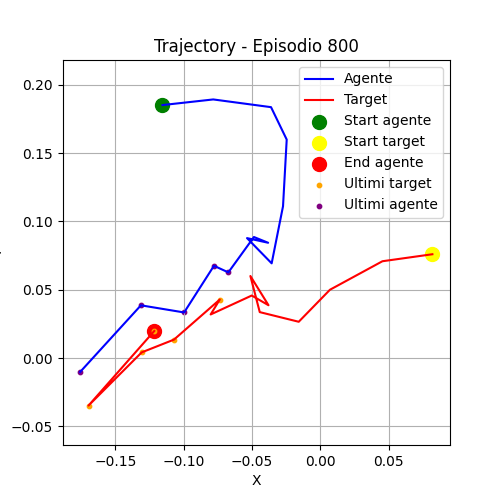 Trajectory - Episodio 800
Agente
Target
Start agente
Start target
End agente
Ultimi target
Ultimi agente
0.20
0.15
0.10
0.05
0.00
−0.05
−0.15
−0.10
−0.05
0.00
0.05
X